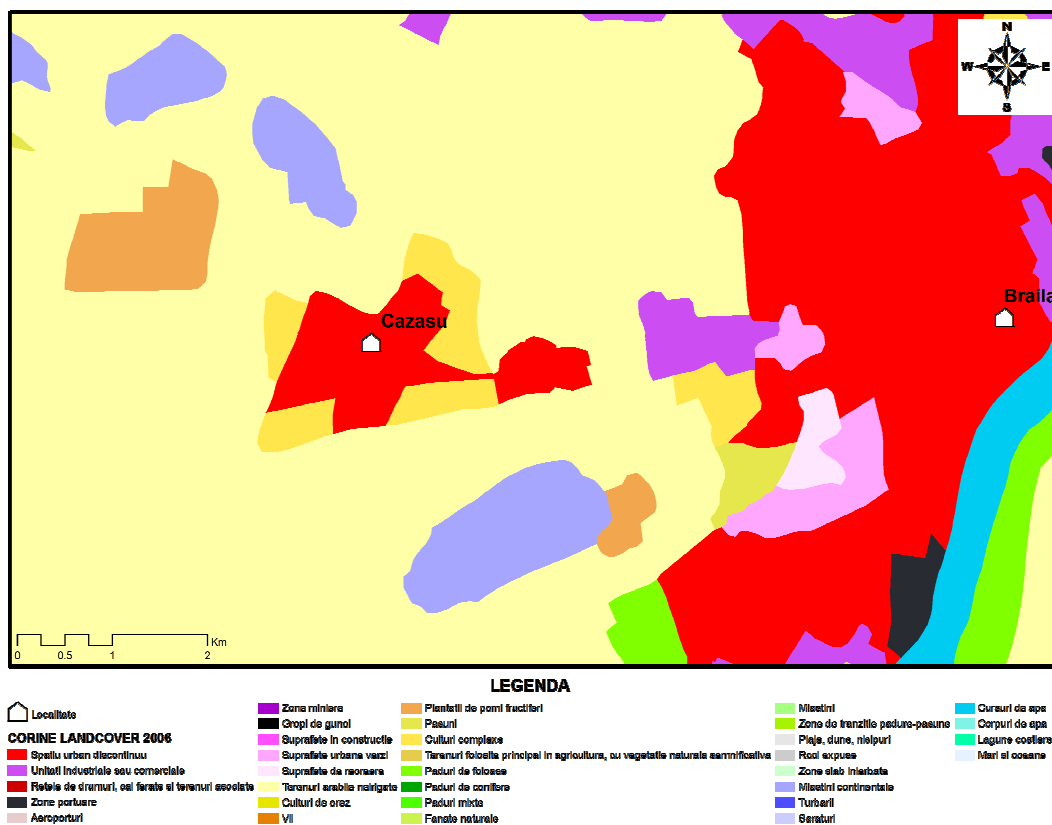 N
W E
S
Braila
Cazasu
Km
0 0.5 1 2
LEGENDA
Localitate
CORINE LANDCOVER 2006
Spatiu urban discontinuu
Unitati industriale sau comerciale
Retele de drumuri, cai ferate si terenuri asociate
Zone portuare
Aeroporturi
Zone miniere
Gropi de gunoi
Suprafete in constructie
Suprafete urbane verzi
Suprafete de recreere
Terenuri arabile neirigate
Culturi de orez
Vii
Plantatii de pomi fructiferi
Pasuni
Culturi complexe
Terenuri folosite principal in agricultura, cu vegetatie naturala semnificativa
Paduri de foioase
Paduri de conifere
Paduri mixte
Fanate naturale
Mlastini
Zone de tranzitie padure-pasune
Plaje, dune, nisipuri
Roci expuse
Zone slab inierbate
Mlastini continentale
Turbarii
Saraturi
Cursuri de apa
Corpuri de apa
Lagune costiere
Mari si oceane